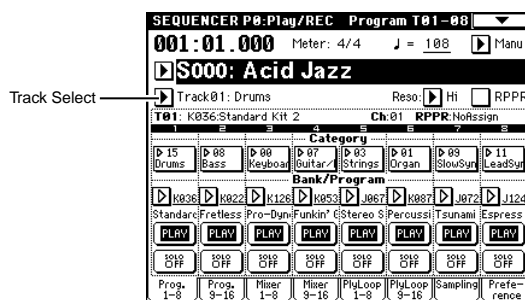 SEQUENCER P0:Play/REC Program T01-08
001:01.000 Meter: 4/4 ♩ = 108 Manu
S000: Acid Jazz
Track Select
Track01: Drums Reso: Hi RPPR
T01: K036:Standard Kit 2 Ch:01 RPPR:NoAssign
1 2 3 4 5 6 7 8
Category
15 08 00 07 03 01 09 11
Drums Bass Keyboar Guitar/ Strings Organ SlowSyn LeadSyn
Bank/Program
K036 K022 K126 K053 J067 K087 J072 J124
Standarc Fretless Pro-Dyn Funkin' Stereo S Percussi Tsunami Espress
PLAY PLAY PLAY PLAY PLAY PLAY PLAY PLAY
SOLO OFF SOLO OFF SOLO OFF SOLO OFF SOLO OFF SOLO OFF SOLO OFF SOLO OFF
Prog. Prog. Mixer Mixer PlyLoop PlyLoop Sampling Prefe-
1-8 9-16 1-8 9-16 1-8 9-16 rence